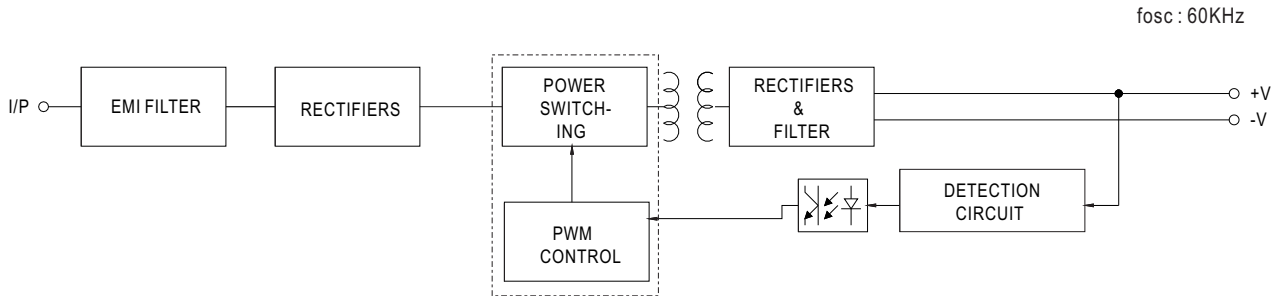 fosc : 60KHz
I/P
EMI FILTER
RECTIFIERS
POWER
SWITCH-
ING
RECTIFIERS
&
FILTER
+V
-V
PWM
CONTROL
DETECTION
CIRCUIT